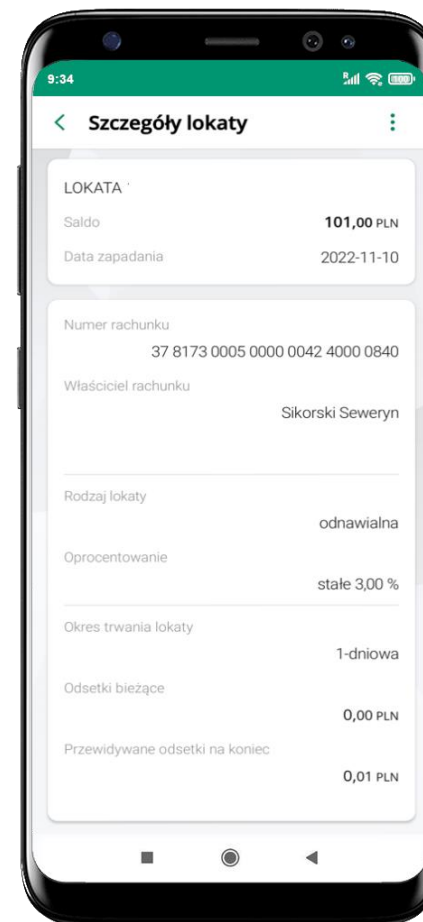 9:34
Szczegóły lokaty
LOKATA
Saldo 101,00 PLN
Data zapadania 2022-11-10
Numer rachunku
37 8173 0005 0000 0042 4000 0840
Właściciel rachunku
Sikorski Seweryn
Rodzaj lokaty
odnawialna
Oprocentowanie
stałe 3,00 %
Okres trwania lokaty
1-dniowa
Odsetki bieżące
0,00 PLN
Przewidywane odsetki na koniec
0,01 PLN